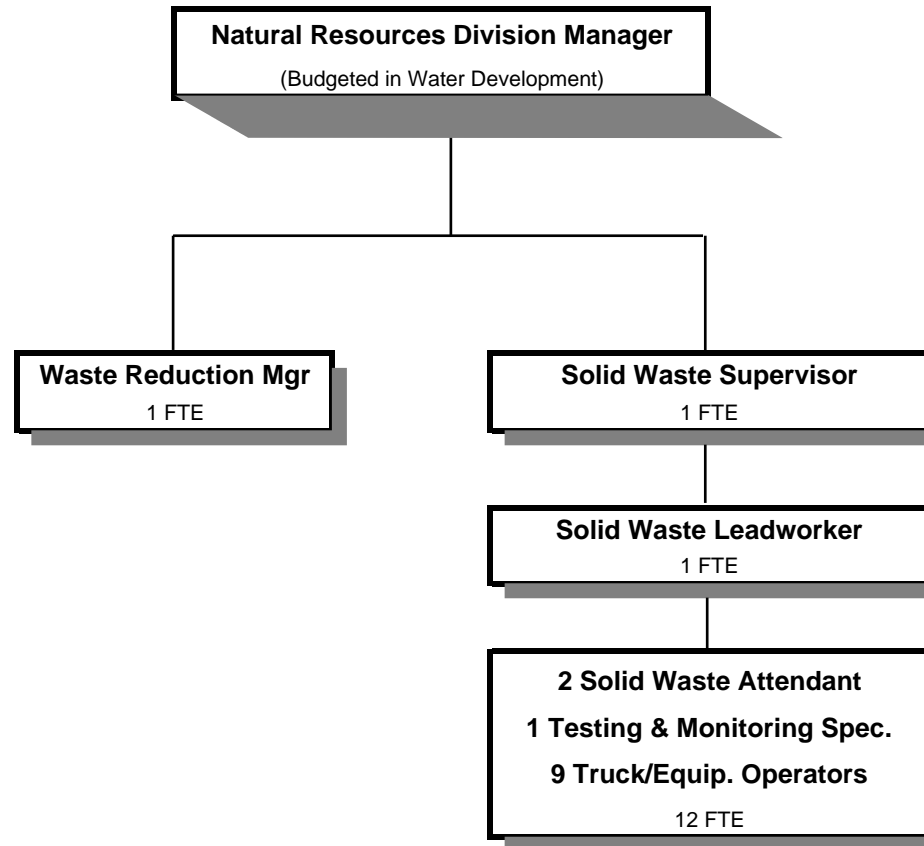 Natural Resources Division Manager
(Budgeted in Water Development)
Waste Reduction Mgr
1 FTE
Solid Waste Supervisor
1 FTE
Solid Waste Leadworker
1 FTE
2 Solid Waste Attendant
1 Testing & Monitoring Spec.
9 Truck/Equip. Operators
12 FTE